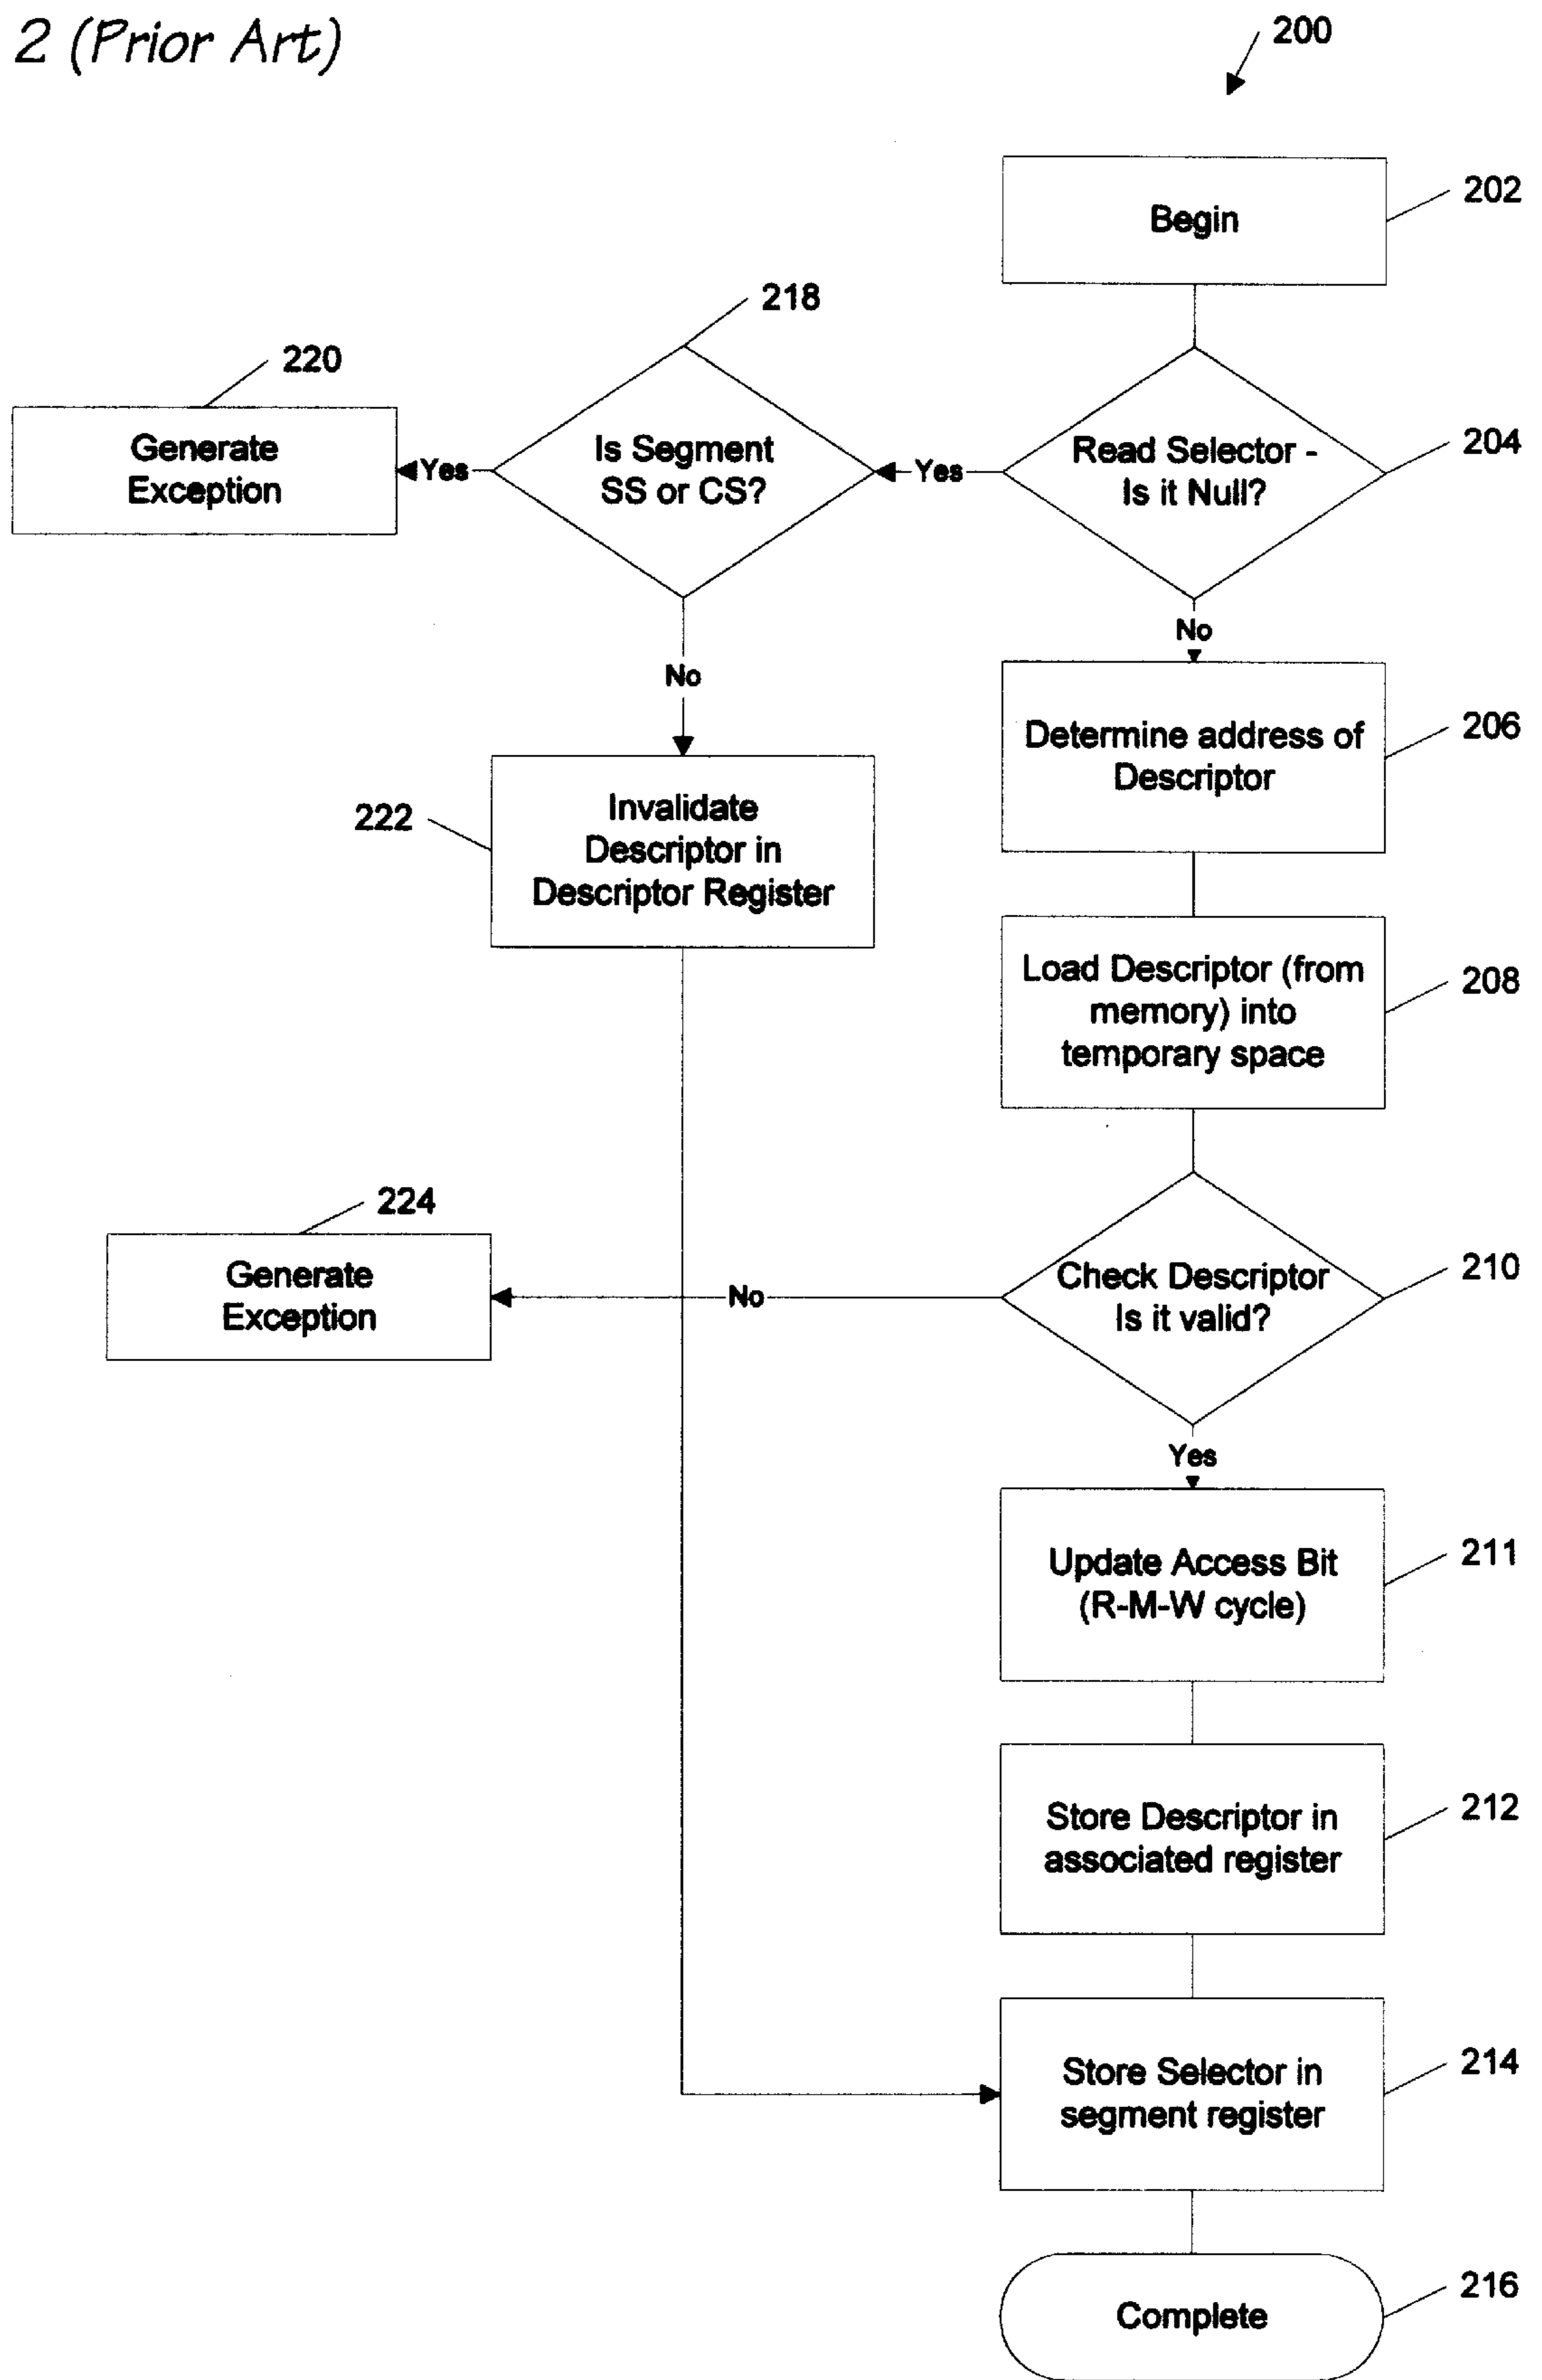 2 (Prior Art)
200
202
Begin
218
220
Generate
Exception
Yes
Is Segment
SS or CS?
Yes
Read Selector -
Is it Null?
204
No
No
Determine address of
Descriptor
206
222
Invalidate
Descriptor in
Descriptor Register
Load Descriptor (from
memory) into
temporary space
208
224
Generate
Exception
No
Check Descriptor
Is it valid?
210
Yes
Update Access Bit
(R-M-W cycle)
211
Store Descriptor in
associated register
212
Store Selector in
segment register
214
Complete
216